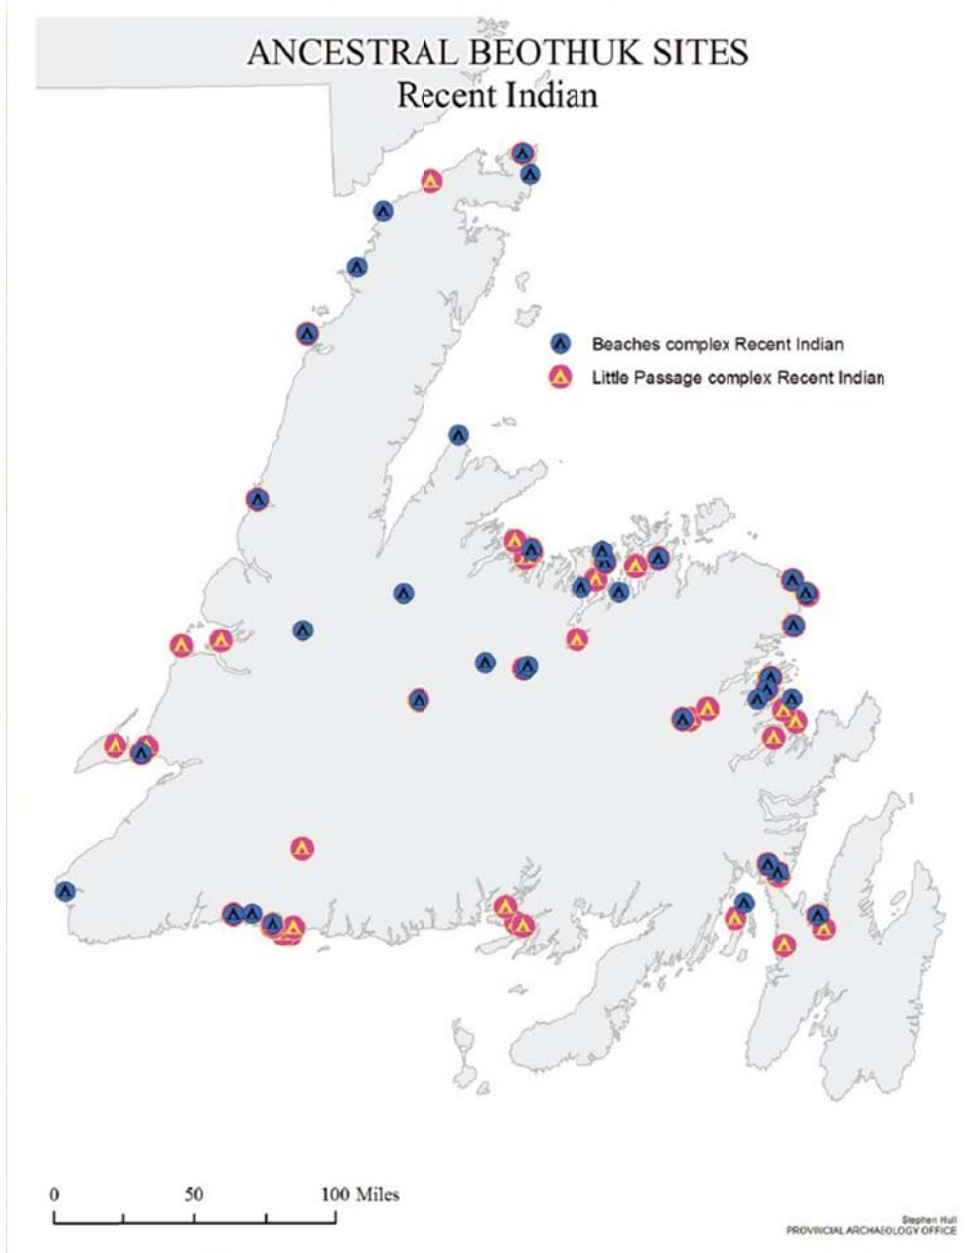 ANCESTRAL BEOTHUK SITES
Recent Indian
Beaches complex Recent Indian
Little Passage complex Recent Indian
0 50 100 Miles
Stephen Hull
PROVINCIAL ARCHAEOLOGY OFFICE